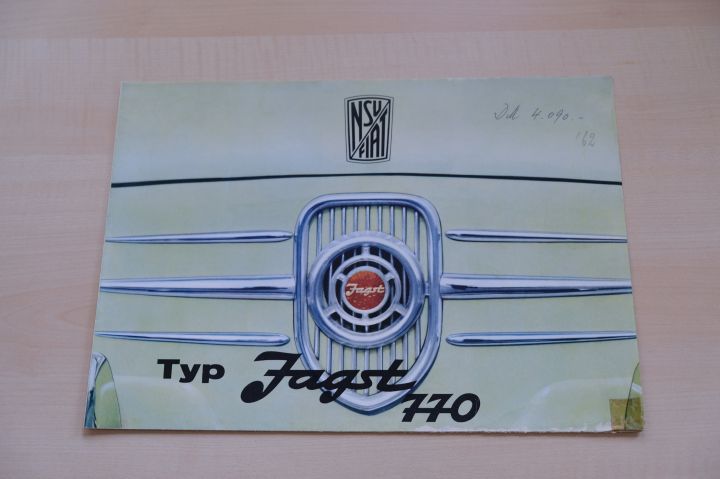 NSU
FIAT
DM 4.090.-
'62
Jagst
Typ Jagst
770